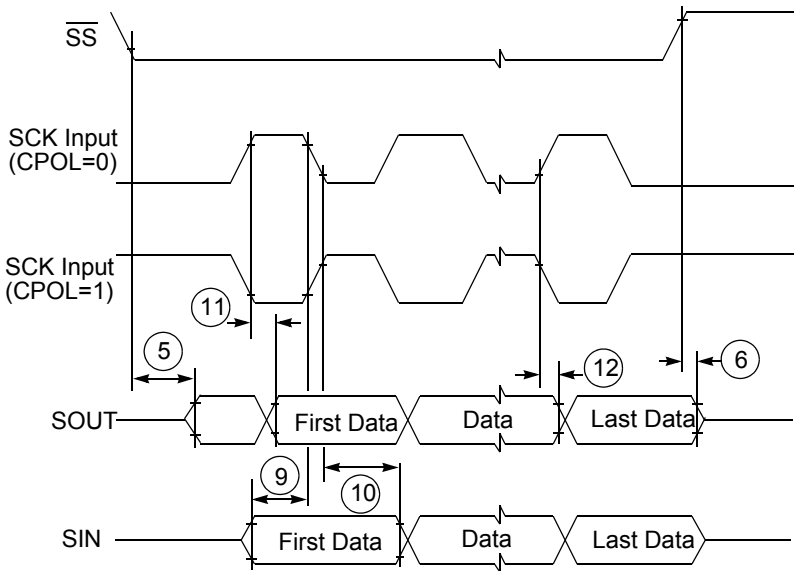 SS
SCK Input
(CPOL=0)
SCK Input
(CPOL=1)
11
5
12
6
SOUT
First Data
Data
Last Data
9
10
SIN
First Data
Data
Last Data